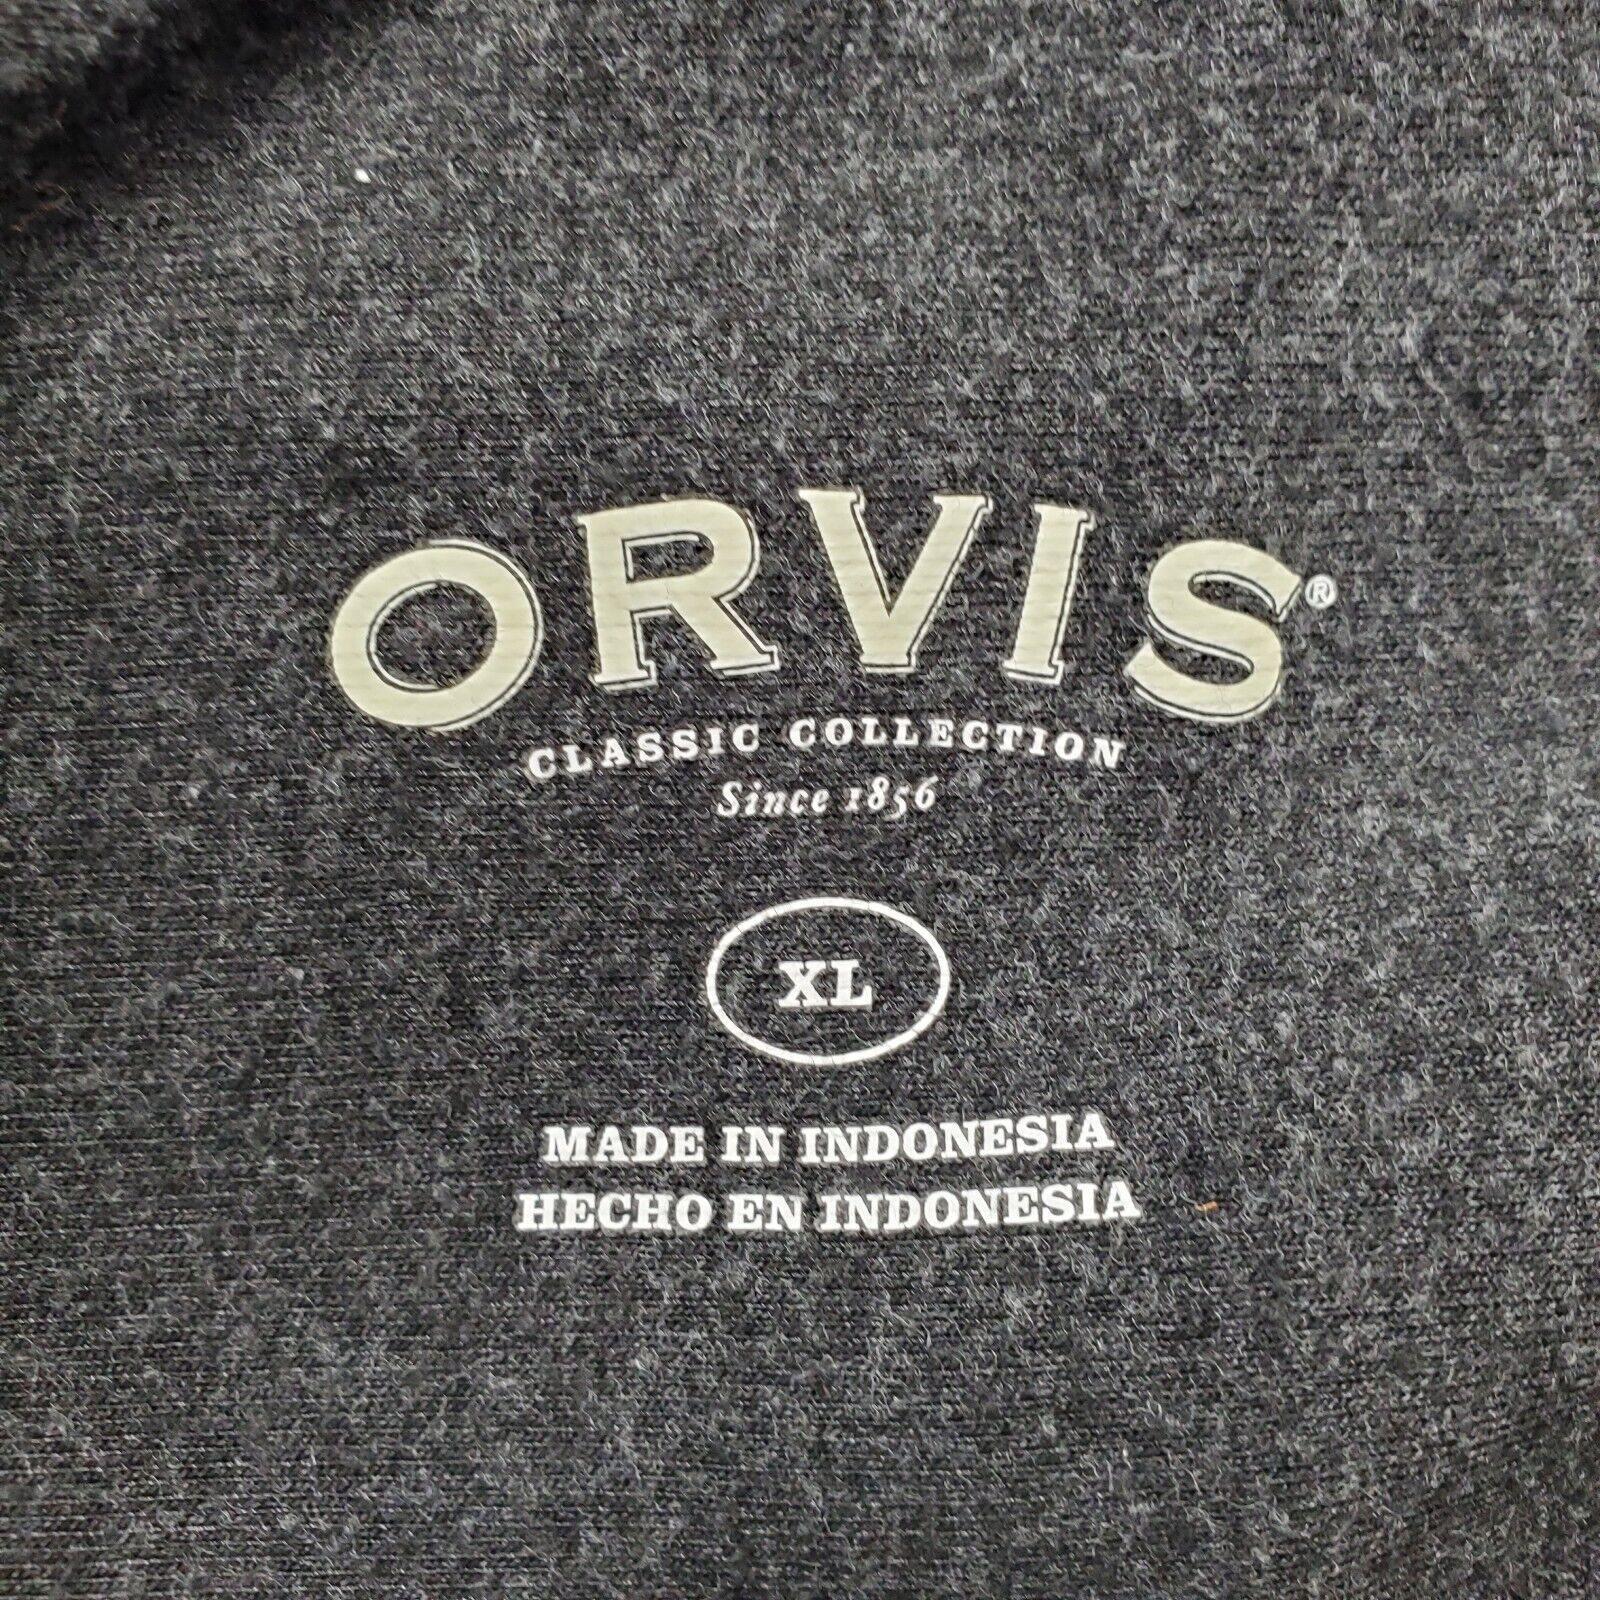 ORVIS®
CLASSIC COLLECTION
Since 1856
XL
MADE IN INDONESIA
HECHO EN INDONESIA